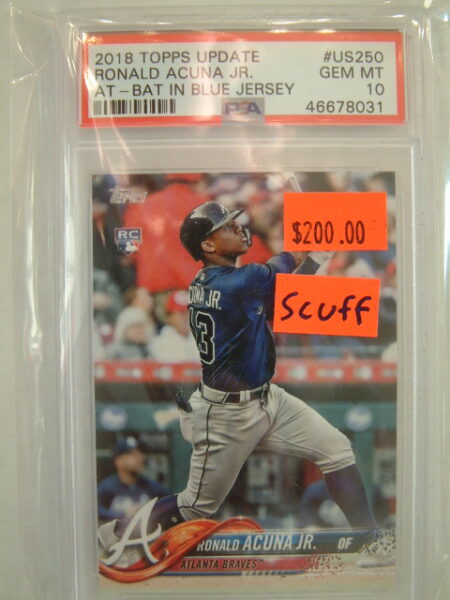 2018 TOPPS UPDATE #US250
RONALD ACUNA JR. GEM MT
AT-BAT IN BLUE JERSEY 10
PSA 46678031
Topps
RC
$200.00
Scuff
ACUNA JR.
13
A
RONALD ACUNA JR. OF
ATLANTA BRAVES